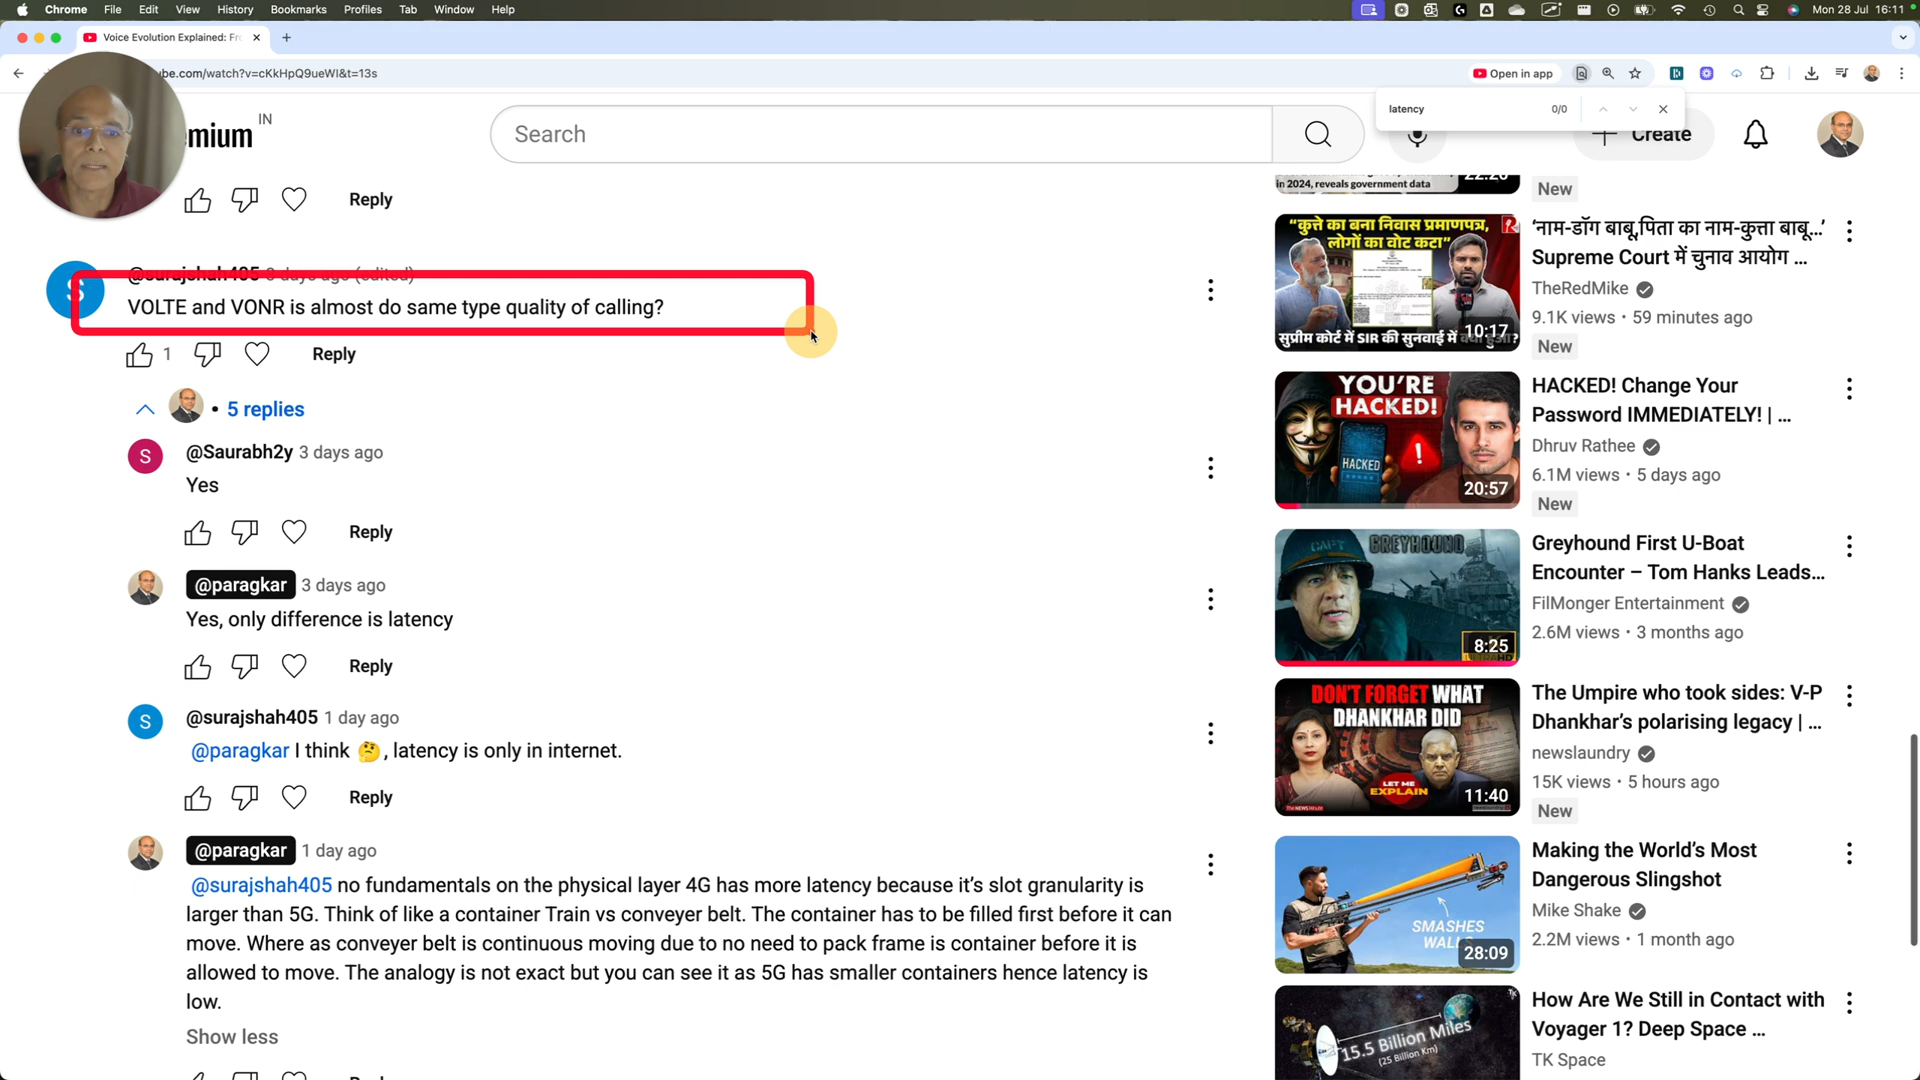 Chrome File Edit View History Bookmarks Profiles Tab Window Help
Mon 28 Jul 16:11
Voice Evolution Explained: Fr
be.com/watch?v=cKkHpQ9ueWI&t=13s
Open in app
latency 0/0
emium IN
Search
Create
Reply
@surajshah405 3 days ago (edited)
VOLTE and VONR is almost do same type quality of calling?
1 Reply
• 5 replies
S
@Saurabh2y 3 days ago
Yes
Reply
@paragkar 3 days ago
Yes, only difference is latency
Reply
S
@surajshah405 1 day ago
@paragkar I think 🤔, latency is only in internet.
Reply
@paragkar 1 day ago
@surajshah405 no fundamentals on the physical layer 4G has more latency because it’s slot granularity is
larger than 5G. Think of like a container Train vs conveyer belt. The container has to be filled first before it can
move. Where as conveyer belt is continuous moving due to no need to pack frame is container before it is
allowed to move. The analogy is not exact but you can see it as 5G has smaller containers hence latency is
low.
Show less
in 2024, reveals government data
New
“कुत्ते का बना निवास प्रमाणपत्र,
लोगों का वोट कटा”
सुप्रीम कोर्ट में SIR की सुनवाई में क्या हुआ?
10:17
‘नाम-डॉग बाबू,पिता का नाम-कुत्ता बाबू...’
Supreme Court में चुनाव आयोग ...
TheRedMike
9.1K views • 59 minutes ago
New
YOU'RE
HACKED!
HACKED
20:57
HACKED! Change Your
Password IMMEDIATELY! | ...
Dhruv Rathee
6.1M views • 5 days ago
New
CAPT
GREYHOUND
8:25
Greyhound First U-Boat
Encounter – Tom Hanks Leads...
FilMonger Entertainment
2.6M views • 3 months ago
DON'T FORGET WHAT
DHANKHAR DID
LET ME
EXPLAIN
11:40
The Umpire who took sides: V-P
Dhankhar’s polarising legacy | ...
newslaundry
15K views • 5 hours ago
New
SMASHES
WALL
28:09
Making the World’s Most
Dangerous Slingshot
Mike Shake
2.2M views • 1 month ago
15.5 Billion Miles
(25 Billion Km)
How Are We Still in Contact with
Voyager 1? Deep Space ...
TK Space